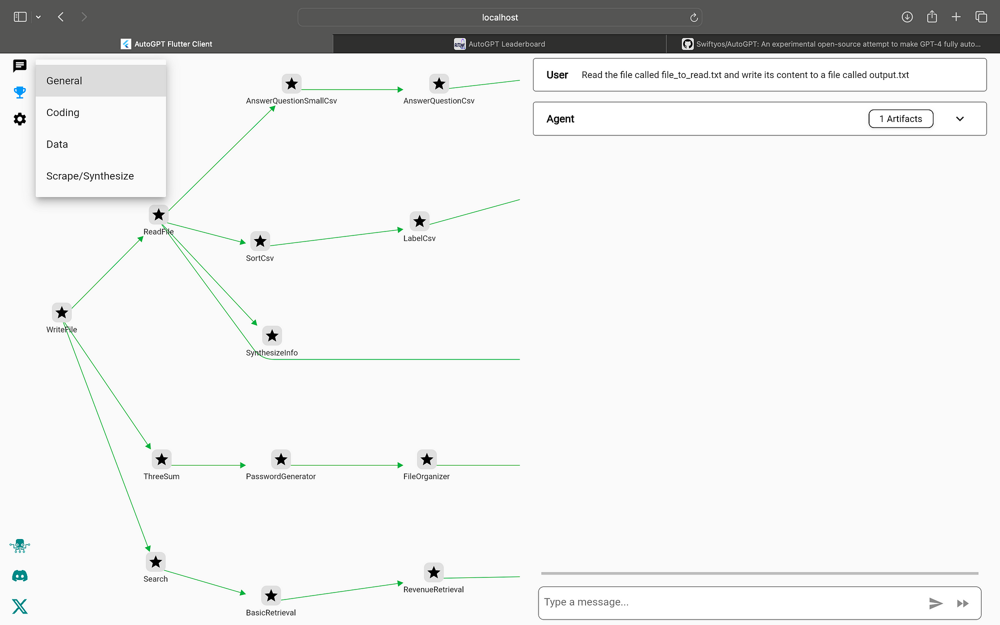 localhost
AutoGPT Flutter Client
AutoGPT Leaderboard
Swiftyos/AutoGPT: An experimental open-source attempt to make GPT-4 fully auto...
General
Coding
Data
Scrape/Synthesize
AnswerQuestionSmallCsv
AnswerQuestionCsv
ReadFile
LabelCsv
SortCsv
WriteFile
SynthesizeInfo
ThreeSum
PasswordGenerator
FileOrganizer
Search
RevenueRetrieval
BasicRetrieval
User Read the file called file_to_read.txt and write its content to a file called output.txt
Agent 1 Artifacts
Type a message...